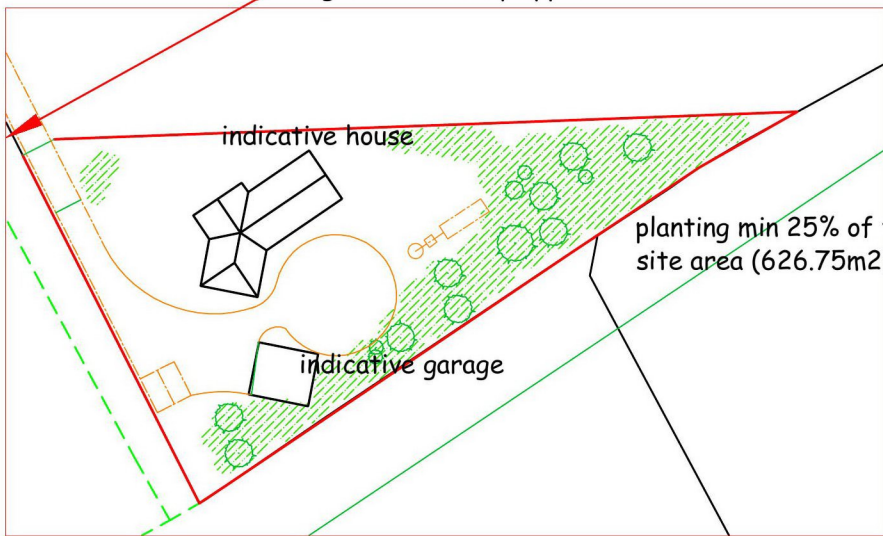 indicative house
planting min 25% of
site area (626.75m2
indicative garage